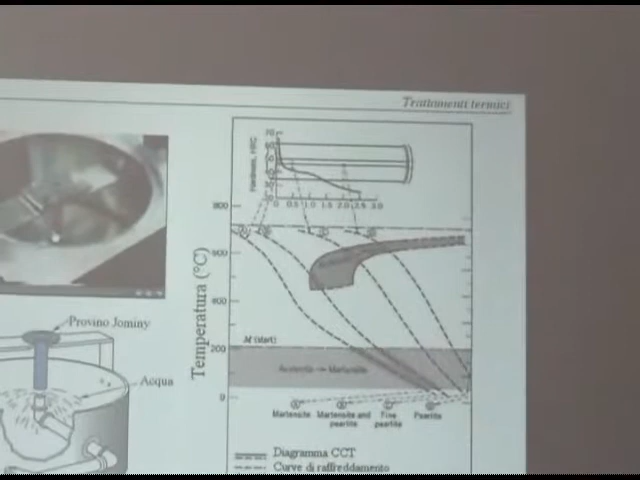 Trattamenti termici
Hardness, HRC
0 0.5 1.0 1.5 2.0 2.5 3.0
800
600
400
200
0
Temperatura (°C)
M (start)
Austenite → Martensite
Martensite
Martensite and pearlite
Fine pearlite
Pearlite
Diagramma CCT
Curve di raffreddamento
Provino Jominy
Acqua